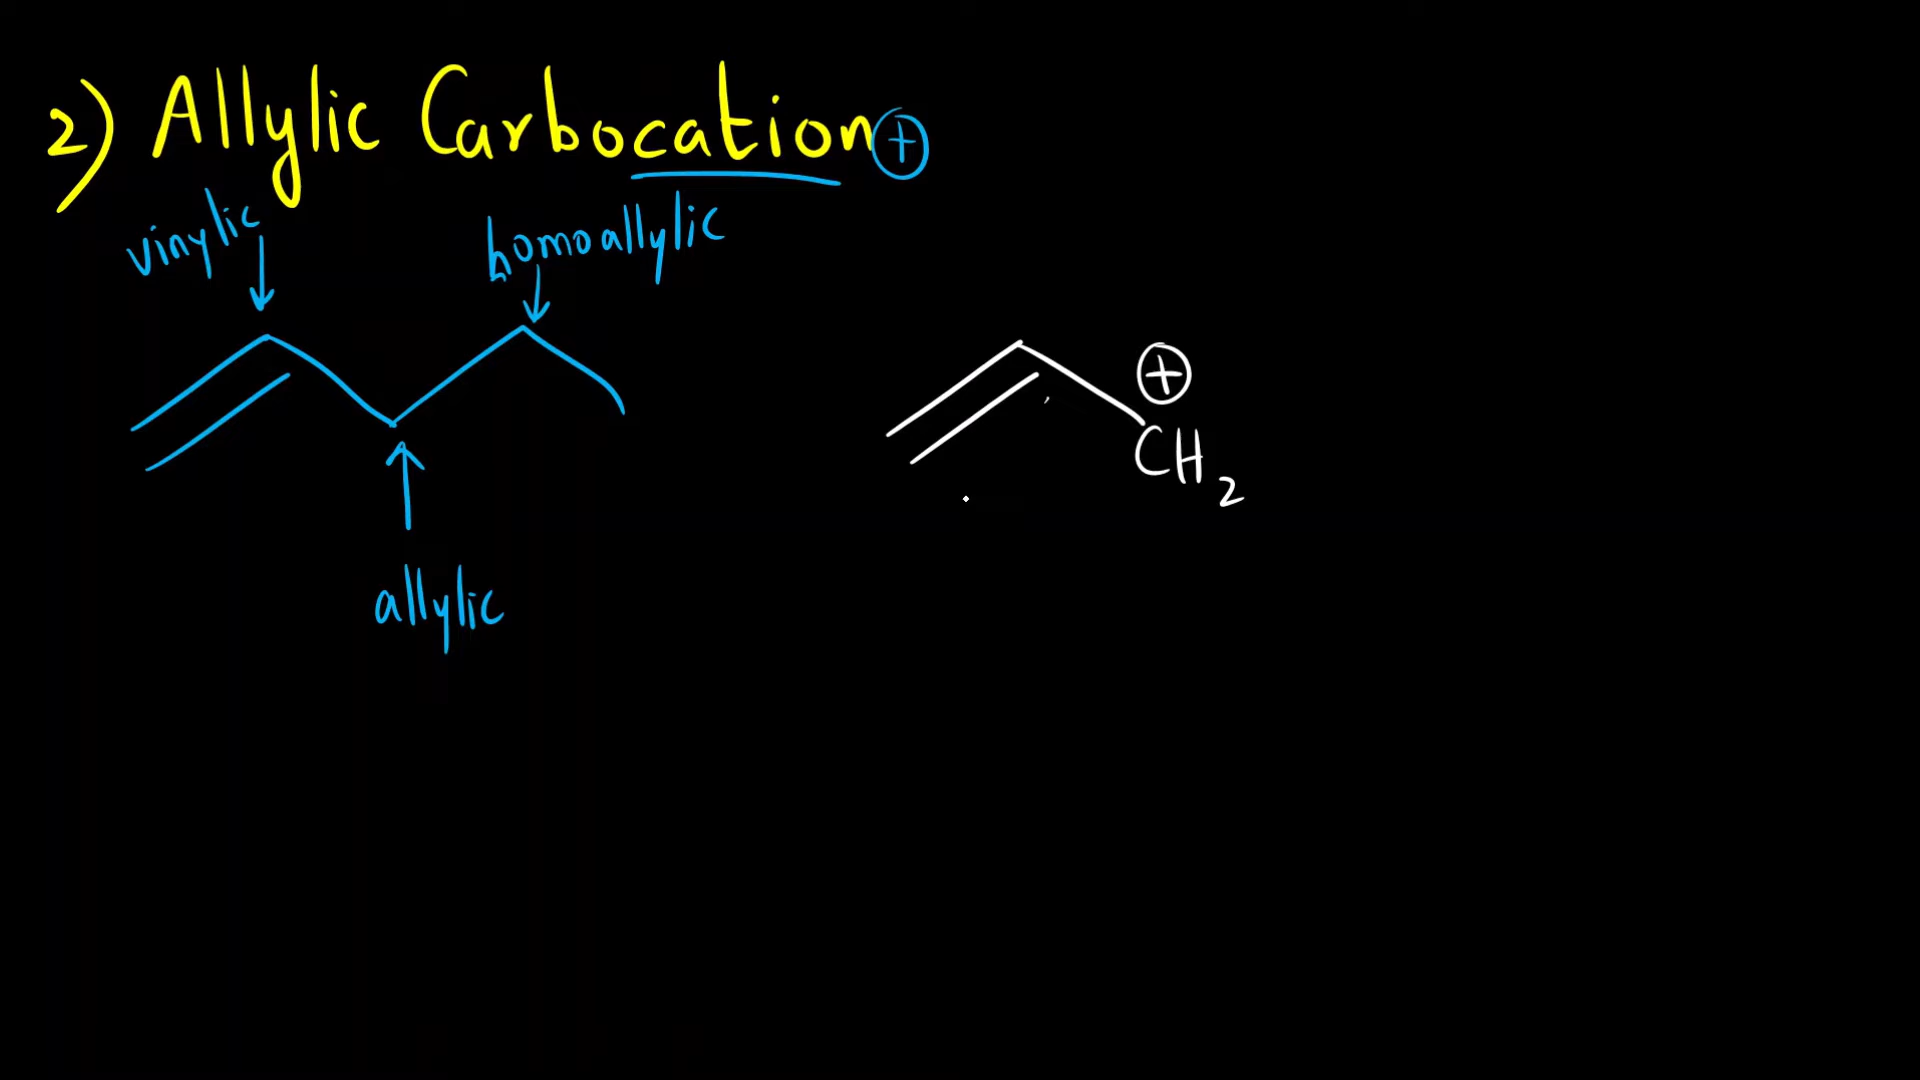 2) Allylic Carbocation⊕
vinylic
homoallylic
⊕
CH₂
allylic